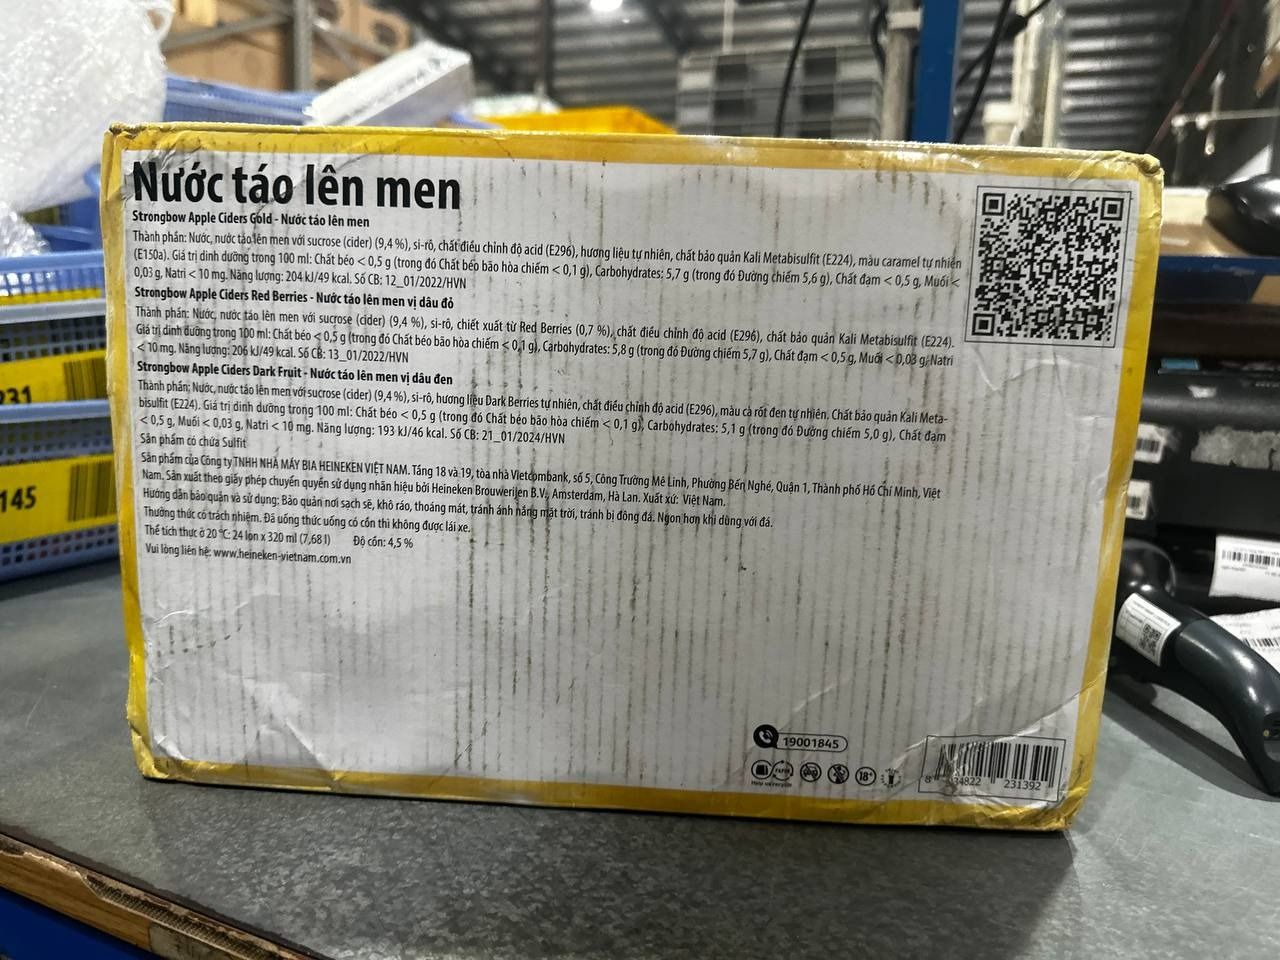 Nước táo lên men
Strongbow Apple Ciders Gold - Nước táo lên men
Thành phần: Nước, nước táo lên men với sucrose (cider) (9,4 %), si-rô, chất điều chỉnh độ acid (E296), hương liệu tự nhiên, chất bảo quản Kali Metabisulfit (E224), màu caramel tự nhiên
(E150a). Giá trị dinh dưỡng trong 100 ml: Chất béo < 0,5 g (trong đó Chất béo bão hòa chiếm < 0,1 g), Carbohydrates: 5,7 g (trong đó Đường chiếm 5,6 g), Chất đạm < 0,5 g, Muối <
0,03 g, Natri < 10 mg. Năng lượng: 204 kJ/49 kcal. Số CB: 12_01/2022/HVN
Strongbow Apple Ciders Red Berries - Nước táo lên men vị dâu đỏ
Thành phần: Nước, nước táo lên men với sucrose (cider) (9,4 %), si-rô, chiết xuất từ Red Berries (0,7 %), chất điều chỉnh độ acid (E296), chất bảo quản Kali Metabisulfit (E224).
Giá trị dinh dưỡng trong 100 ml: Chất béo < 0,5 g (trong đó Chất béo bão hòa chiếm < 0,1 g), Carbohydrates: 5,8 g (trong đó Đường chiếm 5,7 g), Chất đạm < 0,5 g, Muối < 0,03 g, Natri
< 10 mg. Năng lượng: 206 kJ/49 kcal. Số CB: 13_01/2022/HVN
Strongbow Apple Ciders Dark Fruit - Nước táo lên men vị dâu đen
Thành phần: Nước, nước táo lên men với sucrose (cider) (9,4 %), si-rô, hương liệu Dark Berries tự nhiên, chất điều chỉnh độ acid (E296), màu cà rốt đen tự nhiên. Chất bảo quản Kali Meta-
bisulfit (E224). Giá trị dinh dưỡng trong 100 ml: Chất béo < 0,5 g (trong đó Chất béo bão hòa chiếm < 0,1 g), Carbohydrates: 5,1 g (trong đó Đường chiếm 5,0 g), Chất đạm
< 0,5 g, Muối < 0,03 g, Natri < 10 mg. Năng lượng: 193 kJ/46 kcal. Số CB: 21_01/2024/HVN
Sản phẩm có chứa Sulfit
Sản phẩm của Công ty TNHH NHÀ MÁY BIA HEINEKEN VIỆT NAM. Tầng 18 và 19, tòa nhà Vietcombank, số 5, Công Trường Mê Linh, Phường Bến Nghé, Quận 1, Thành phố Hồ Chí Minh, Việt
Nam. Sản xuất theo giấy phép chuyển quyền sử dụng nhãn hiệu bởi Heineken Brouwerijen B.V., Amsterdam, Hà Lan. Xuất xứ: Việt Nam.
Hướng dẫn bảo quản và sử dụng: Bảo quản nơi sạch sẽ, khô ráo, thoáng mát, tránh ánh nắng mặt trời, tránh bị đông đá. Ngon hơn khi dùng với đá.
Thưởng thức có trách nhiệm. Đã uống thức uống có cồn thì không được lái xe.
Thể tích thực ở 20 °C: 24 lon x 320 ml (7,68 l) Độ cồn: 4,5 %
Vui lòng liên hệ: www.heineken-vietnam.com.vn
19001845
18+
8 934822 231392
231
145